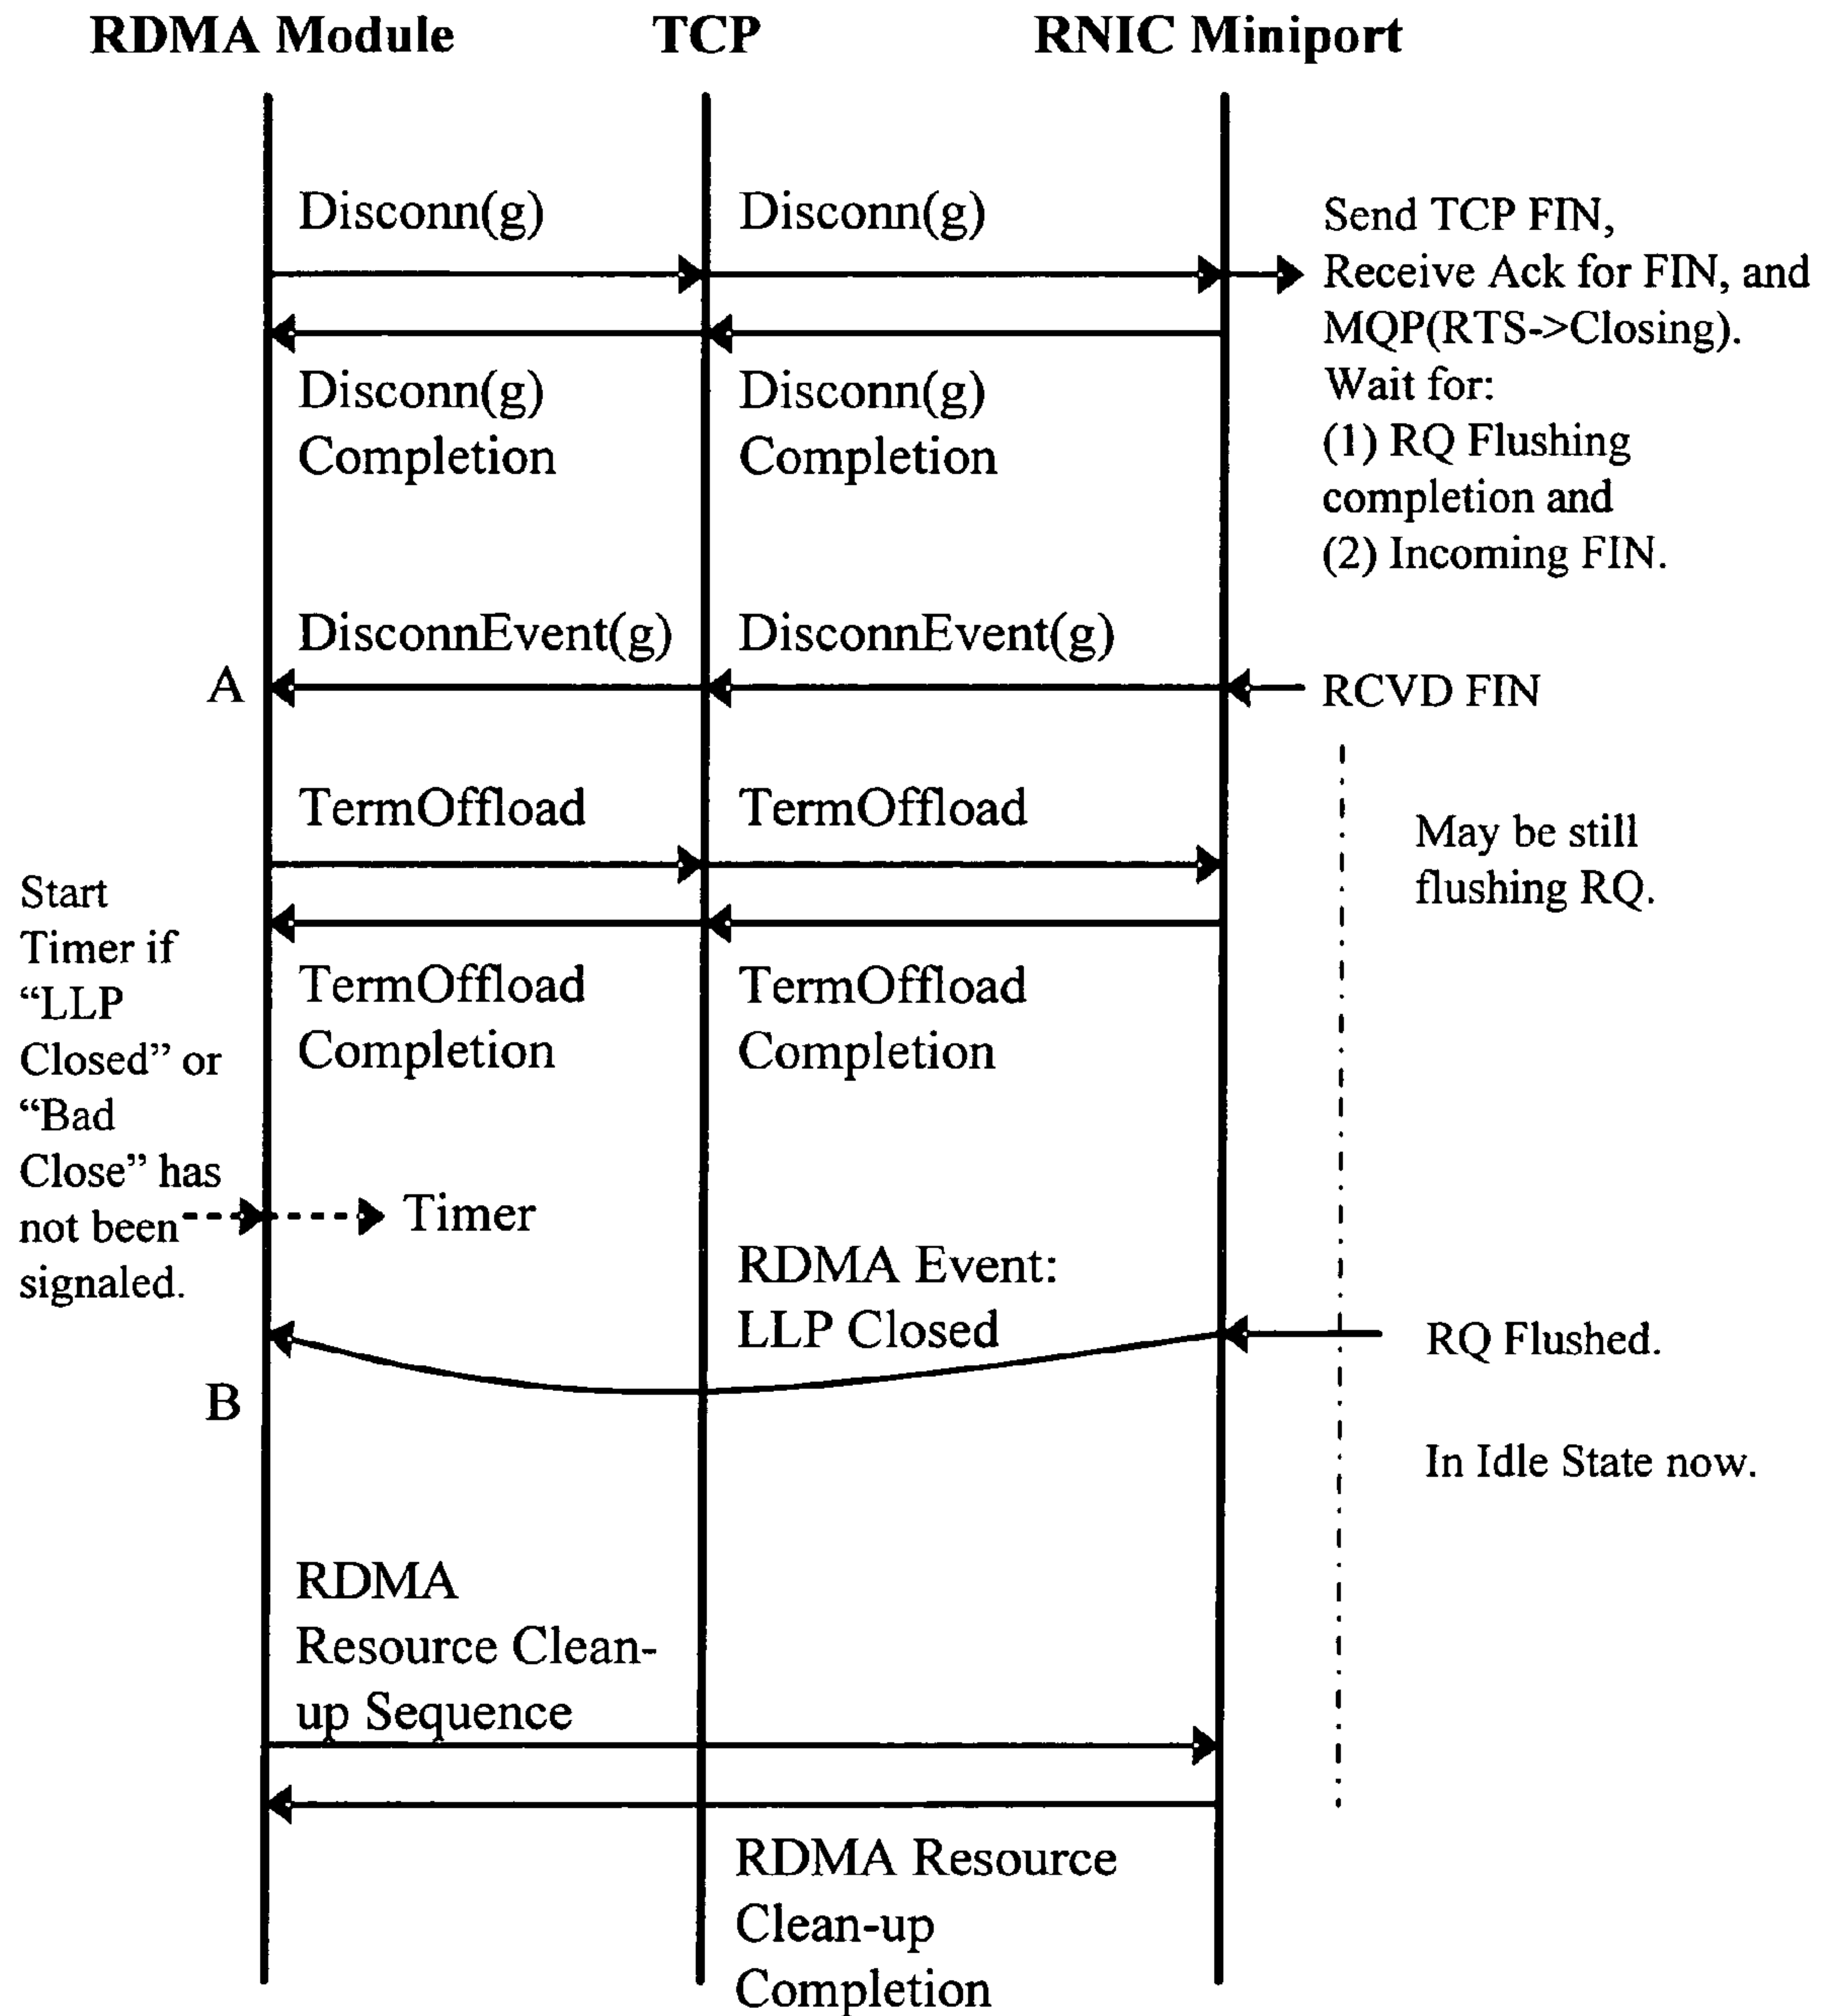 RDMA Module TCP RNIC Miniport
Disconn(g) Disconn(g)
Send TCP FIN,
Receive Ack for FIN, and
MQP(RTS->Closing).
Wait for:
(1) RQ Flushing
completion and
(2) Incoming FIN.
Disconn(g)
Completion
Disconn(g)
Completion
DisconnEvent(g) DisconnEvent(g)
A
RCVD FIN
TermOffload TermOffload
May be still
flushing RQ.
Start
Timer if
“LLP
Closed” or
“Bad
Close” has
not been
signaled.
TermOffload
Completion
TermOffload
Completion
Timer
RDMA Event:
LLP Closed
RQ Flushed.
B
In Idle State now.
RDMA
Resource Clean-
up Sequence
RDMA Resource
Clean-up
Completion